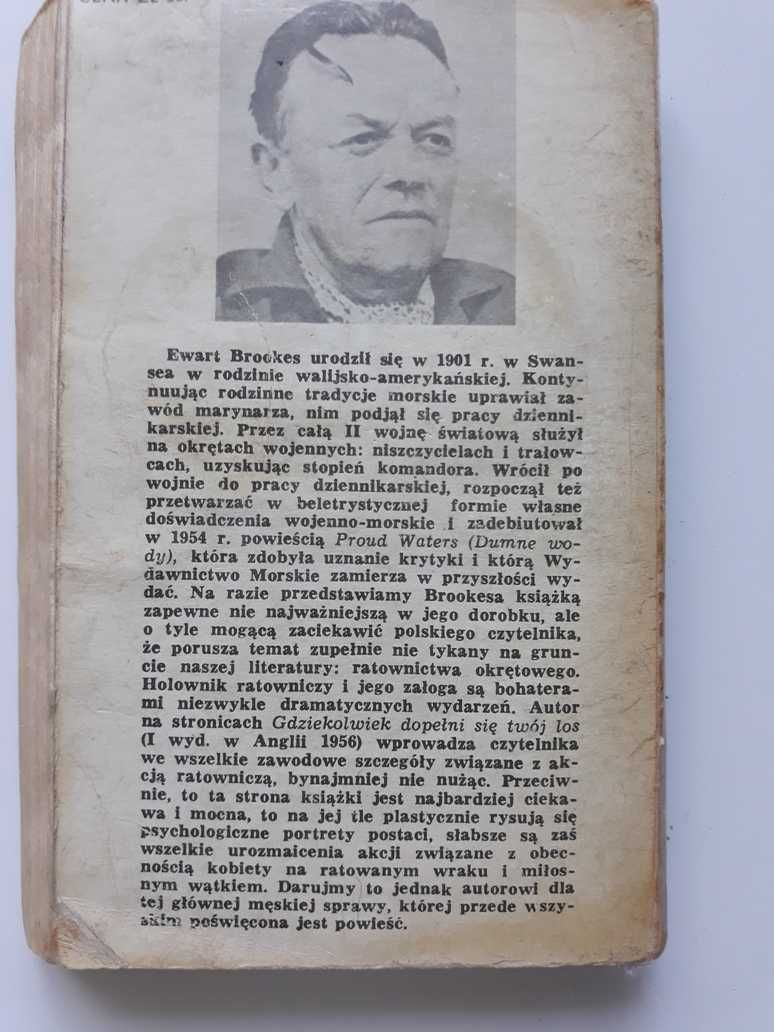 Ewart Brookes urodził się w 1901 r. w Swan-
sea w rodzinie walijsko-amerykańskiej. Konty-
nuując rodzinne tradycje morskie uprawiał za-
wód marynarza, nim podjął się pracy dzienni-
karskiej. Przez całą II wojnę światową służył
na okrętach wojennych: niszczycielach i trałow-
cach, uzyskując stopień komandora. Wrócił po
wojnie do pracy dziennikarskiej, rozpoczął też
przetwarzać w beletrystycznej formie własne
doświadczenia wojenno-morskie i zadebiutował
w 1954 r. powieścią Proud Waters (Dumne wo-
dy), która zdobyła uznanie krytyki i którą Wy-
dawnictwo Morskie zamierza w przyszłości wy-
dać. Na razie przedstawiamy Brookesa książką
zapewne nie najważniejszą w jego dorobku, ale
o tyle mogącą zaciekawić polskiego czytelnika,
że porusza temat zupełnie nie tykany na grun-
cie naszej literatury: ratownictwa okrętowego.
Holownik ratowniczy i jego załoga są bohatera-
mi niezwykle dramatycznych wydarzeń. Autor
na stronicach Gdziekolwiek dopełni się twój los
(I wyd. w Anglii 1956) wprowadza czytelnika
we wszelkie zawodowe szczegóły związane z ak-
cją ratowniczą, bynajmniej nie nużąc. Przeciw-
nie, to ta strona książki jest najbardziej cieka-
wa i mocna, to na jej tle plastycznie rysują się
psychologiczne portrety postaci, słabsze są zaś
wszelkie urozmaicenia akcji związane z obec-
nością kobiety na ratowanym wraku i miłos-
nym wątkiem. Darujmy to jednak autorowi dla
tej głównej męskiej sprawy, której przede wszy-
skim poświęcona jest powieść.